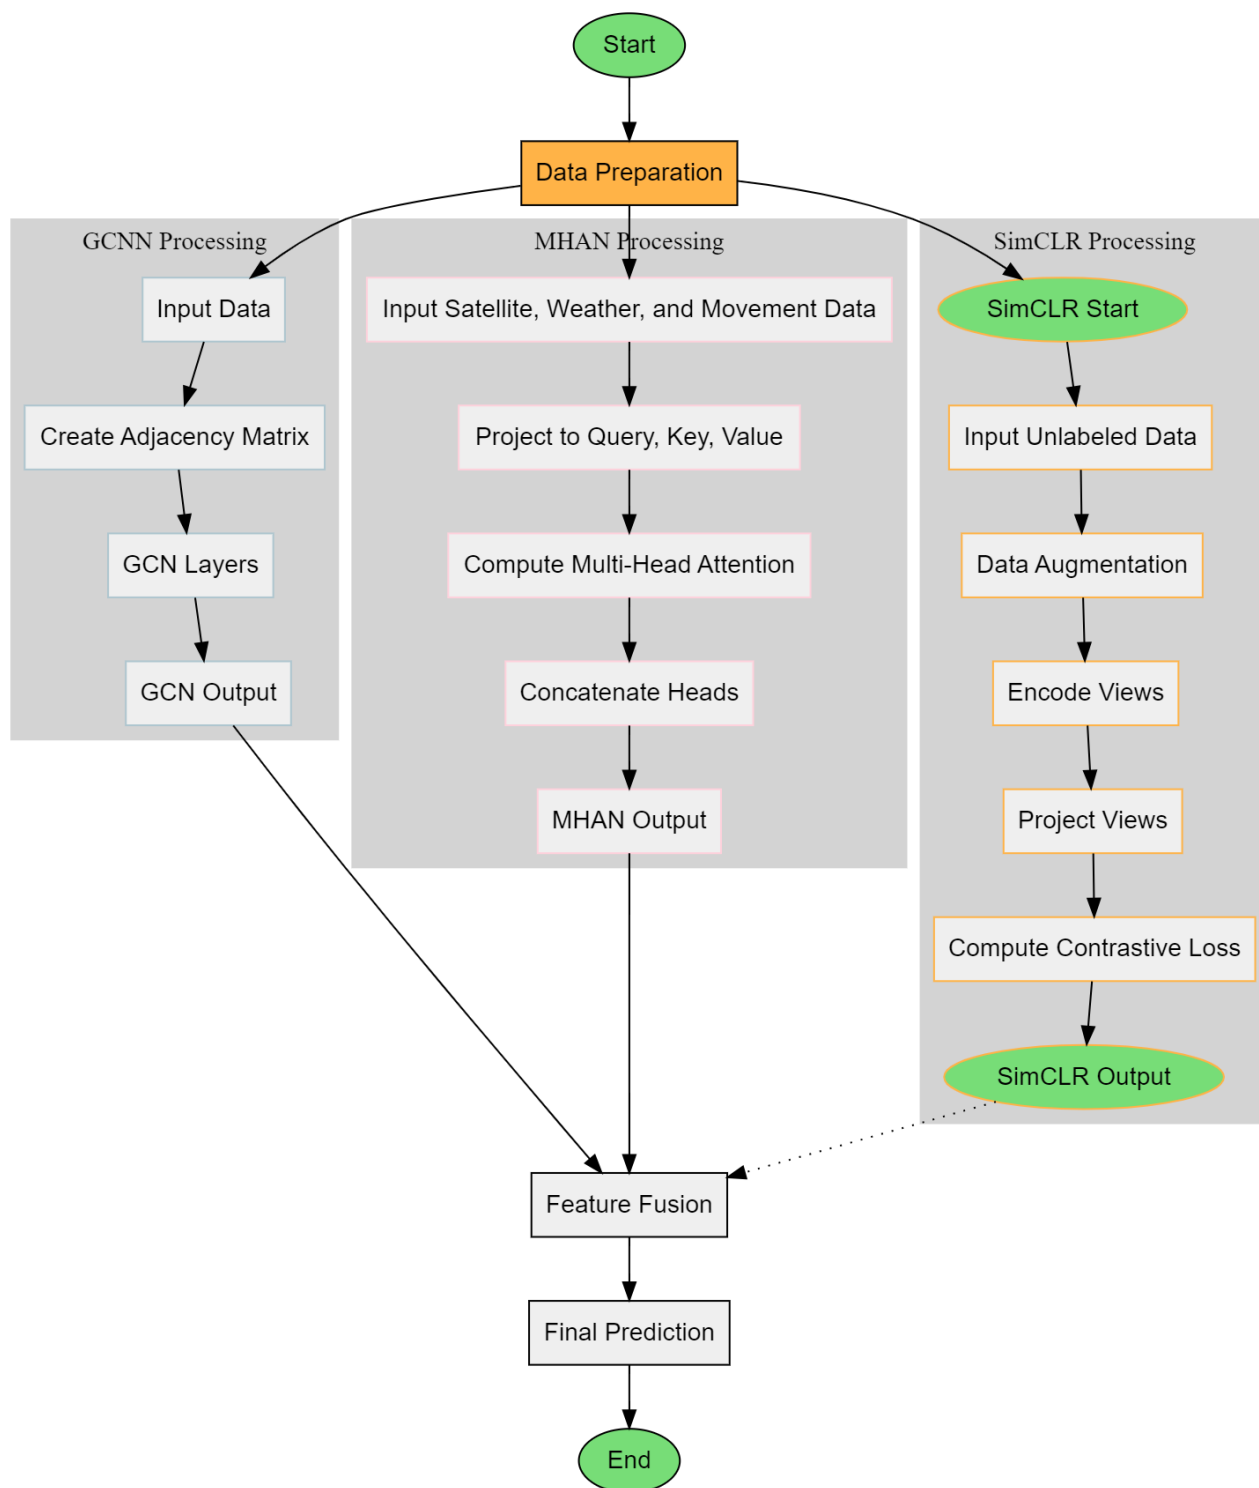 Start
Data Preparation
GCNN Processing
Input Data
Create Adjacency Matrix
GCN Layers
GCN Output
MHAN Processing
Input Satellite, Weather, and Movement Data
Project to Query, Key, Value
Compute Multi-Head Attention
Concatenate Heads
MHAN Output
SimCLR Processing
SimCLR Start
Input Unlabeled Data
Data Augmentation
Encode Views
Project Views
Compute Contrastive Loss
SimCLR Output
Feature Fusion
Final Prediction
End